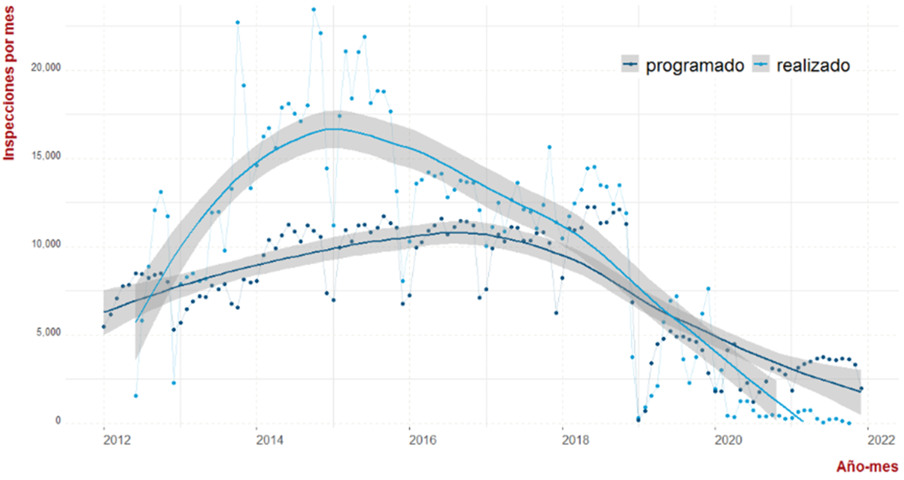 Inspecciones por mes
programado realizado
20,000
15,000
10,000
5,000
0
2012 2014 2016 2018 2020 2022
Año-mes